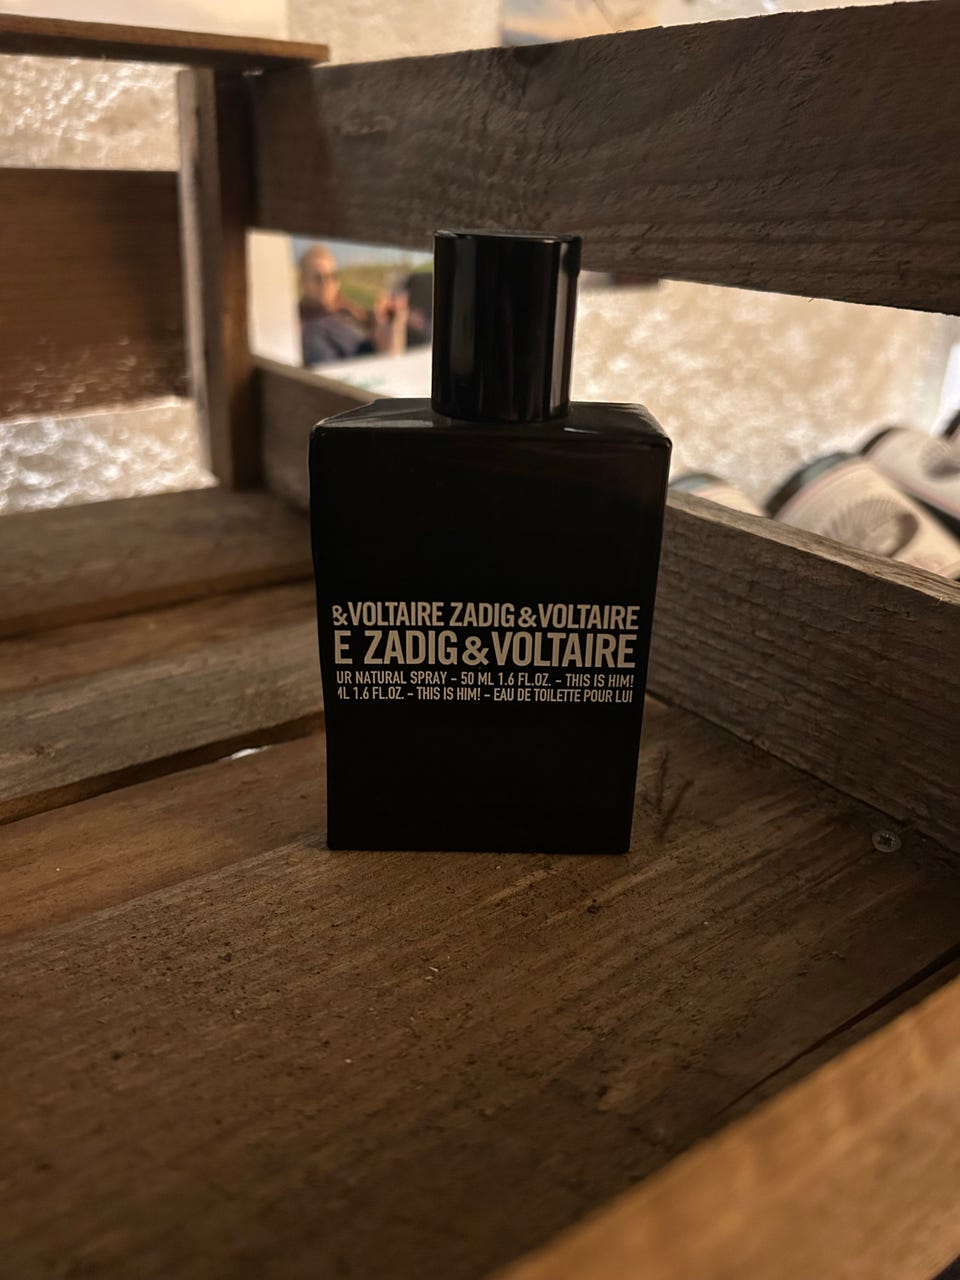 &VOLTAIRE ZADIG&VOLTAIRE
E ZADIG&VOLTAIRE
UR NATURAL SPRAY - 50 ML 1.6 FL.OZ. - THIS IS HIM!
1L 1.6 FL.OZ. - THIS IS HIM! - EAU DE TOILETTE POUR LUI